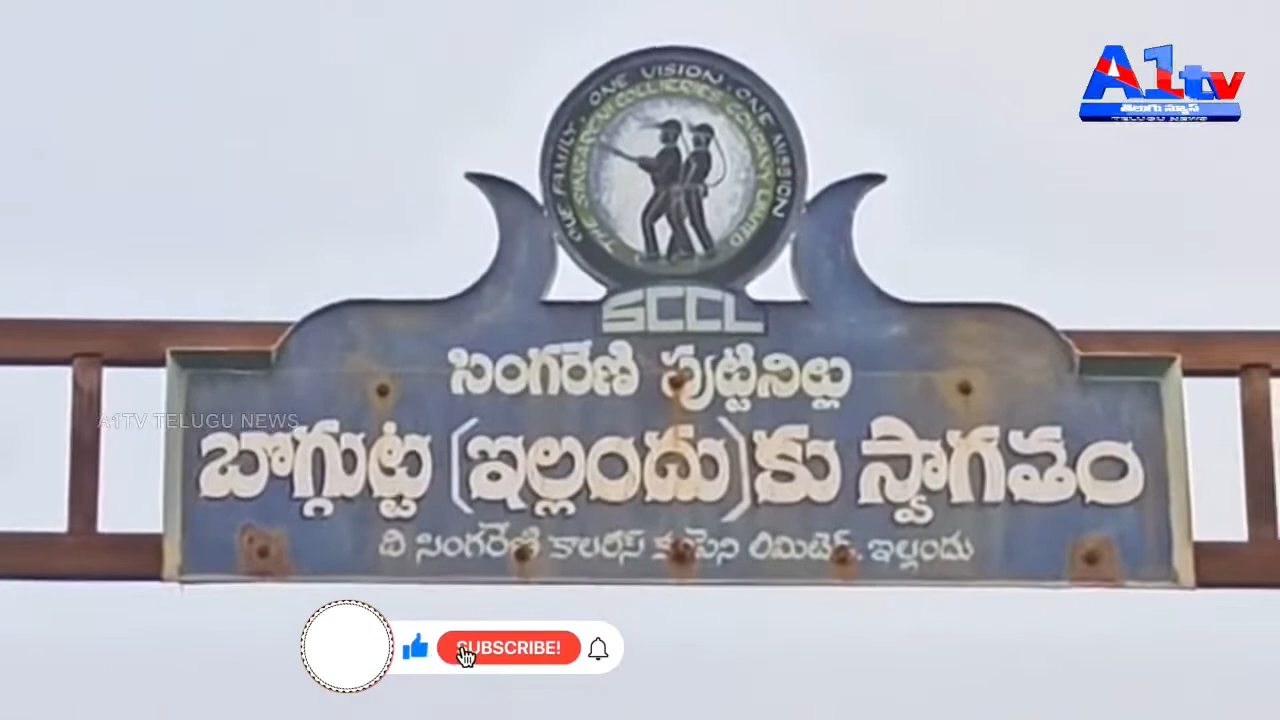 A1tv
తెలుగు న్యూస్
TELUGU NEWS
ONE FAMILY · ONE VISION · ONE MISSION
THE SINGARENI COLLIERIES COMPANY LIMITED
SCCL
సింగరేణి పుట్టినిల్లు
A1TV TELUGU NEWS
బొగ్గుట్ట (ఇల్లందు) కు స్వాగతం
ది సింగరేణి కాలరీస్ కంపెని లిమిటెడ్. ఇల్లందు
SUBSCRIBE!